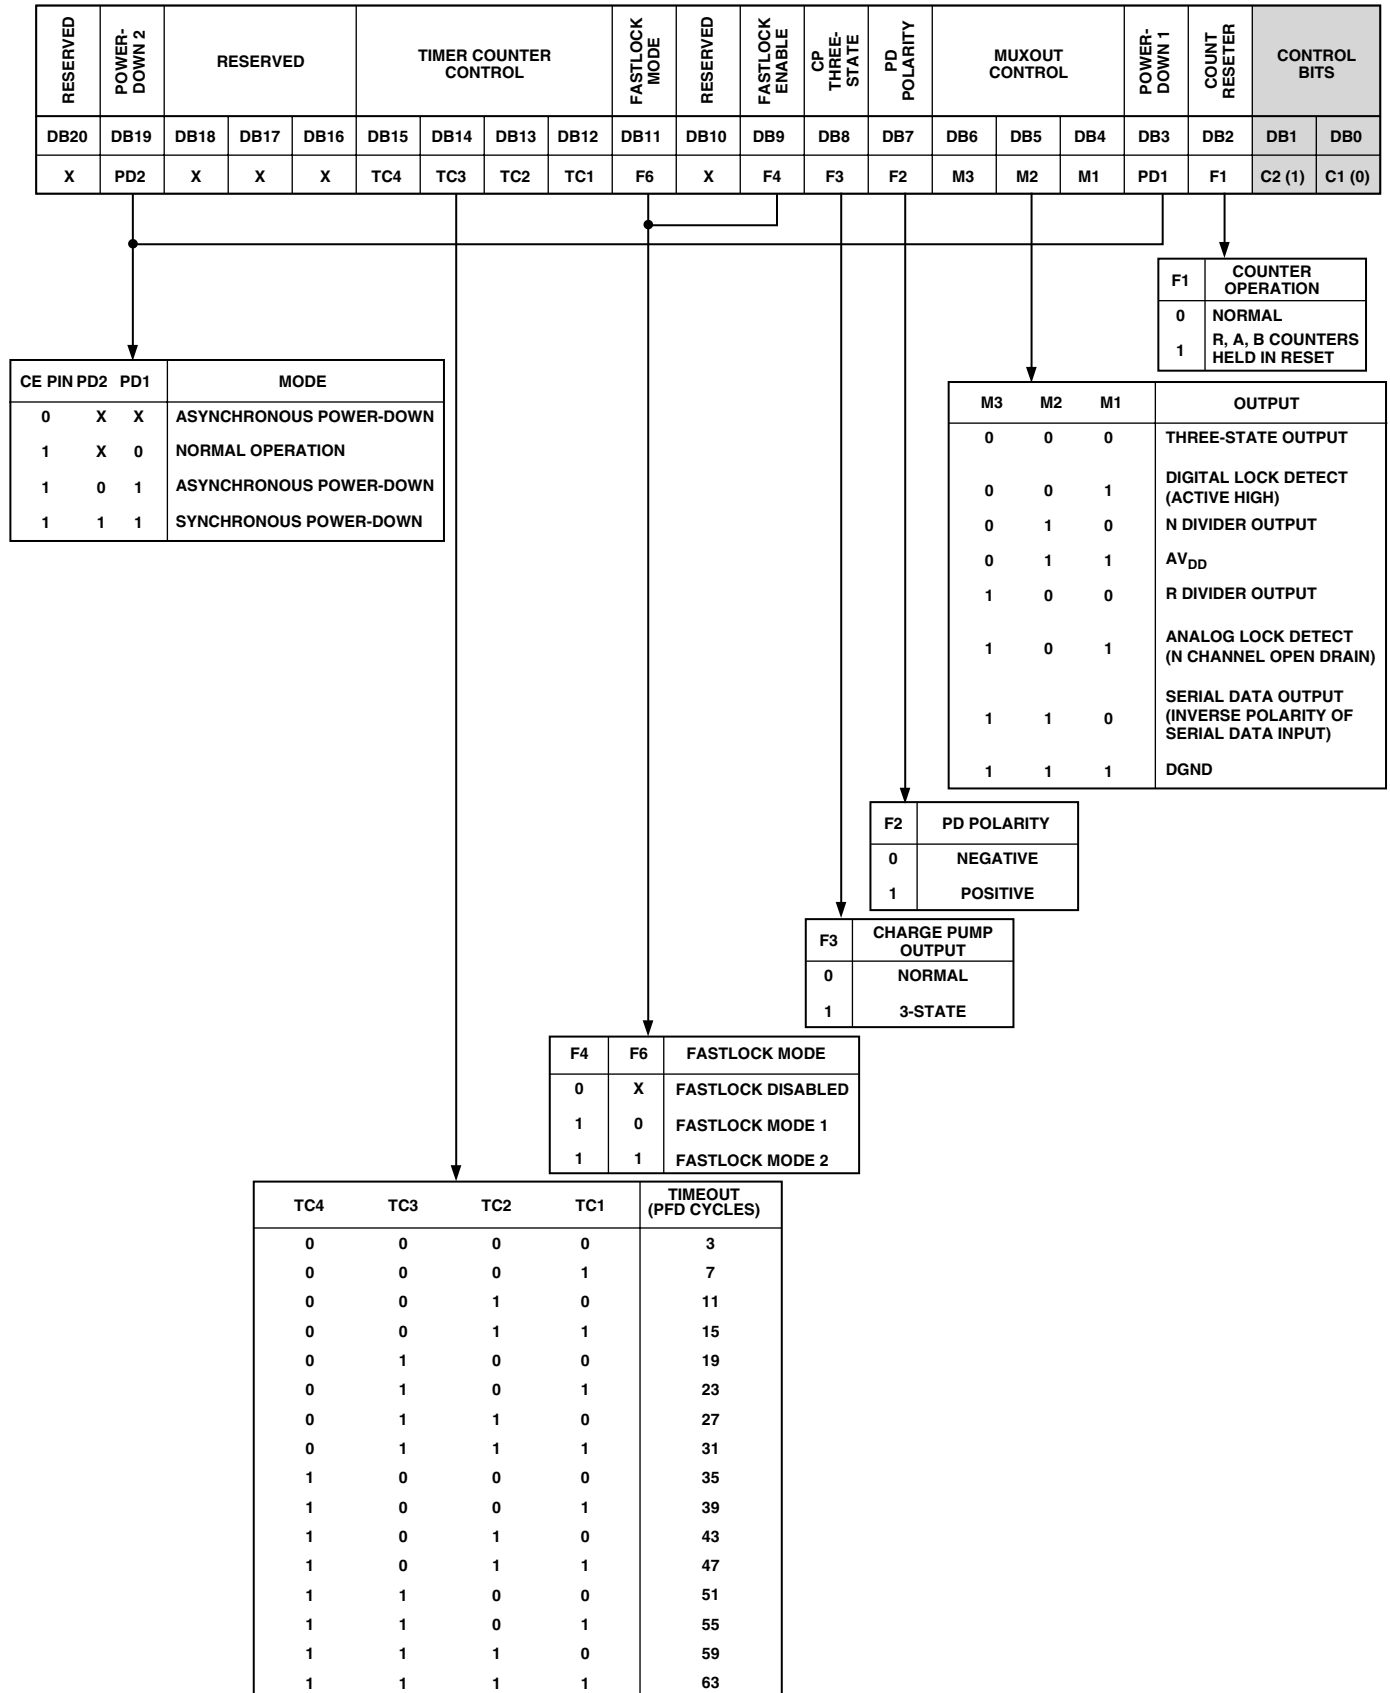 RESERVED
POWER-
DOWN 2
RESERVED
TIMER COUNTER
CONTROL
FASTLOCK
MODE
RESERVED
FASTLOCK
ENABLE
CP
THREE-
STATE
PD
POLARITY
MUXOUT
CONTROL
POWER-
DOWN 1
COUNT
RESETER
CONTROL
BITS
DB20 DB19 DB18 DB17 DB16 DB15 DB14 DB13 DB12 DB11 DB10 DB9 DB8 DB7 DB6 DB5 DB4 DB3 DB2 DB1 DB0
X PD2 X X X TC4 TC3 TC2 TC1 F6 X F4 F3 F2 M3 M2 M1 PD1 F1 C2 (1) C1 (0)
F1 COUNTER
OPERATION
0 NORMAL
1 R, A, B COUNTERS
HELD IN RESET
CE PIN PD2 PD1 MODE
0 X X ASYNCHRONOUS POWER-DOWN
1 X 0 NORMAL OPERATION
1 0 1 ASYNCHRONOUS POWER-DOWN
1 1 1 SYNCHRONOUS POWER-DOWN
M3 M2 M1 OUTPUT
0 0 0 THREE-STATE OUTPUT
0 0 1 DIGITAL LOCK DETECT
(ACTIVE HIGH)
0 1 0 N DIVIDER OUTPUT
0 1 1 AVDD
1 0 0 R DIVIDER OUTPUT
1 0 1 ANALOG LOCK DETECT
(N CHANNEL OPEN DRAIN)
1 1 0 SERIAL DATA OUTPUT
(INVERSE POLARITY OF
SERIAL DATA INPUT)
1 1 1 DGND
F2 PD POLARITY
0 NEGATIVE
1 POSITIVE
F3 CHARGE PUMP
OUTPUT
0 NORMAL
1 3-STATE
F4 F6 FASTLOCK MODE
0 X FASTLOCK DISABLED
1 0 FASTLOCK MODE 1
1 1 FASTLOCK MODE 2
TC4 TC3 TC2 TC1 TIMEOUT
(PFD CYCLES)
0 0 0 0 3
0 0 0 1 7
0 0 1 0 11
0 0 1 1 15
0 1 0 0 19
0 1 0 1 23
0 1 1 0 27
0 1 1 1 31
1 0 0 0 35
1 0 0 1 39
1 0 1 0 43
1 0 1 1 47
1 1 0 0 51
1 1 0 1 55
1 1 1 0 59
1 1 1 1 63